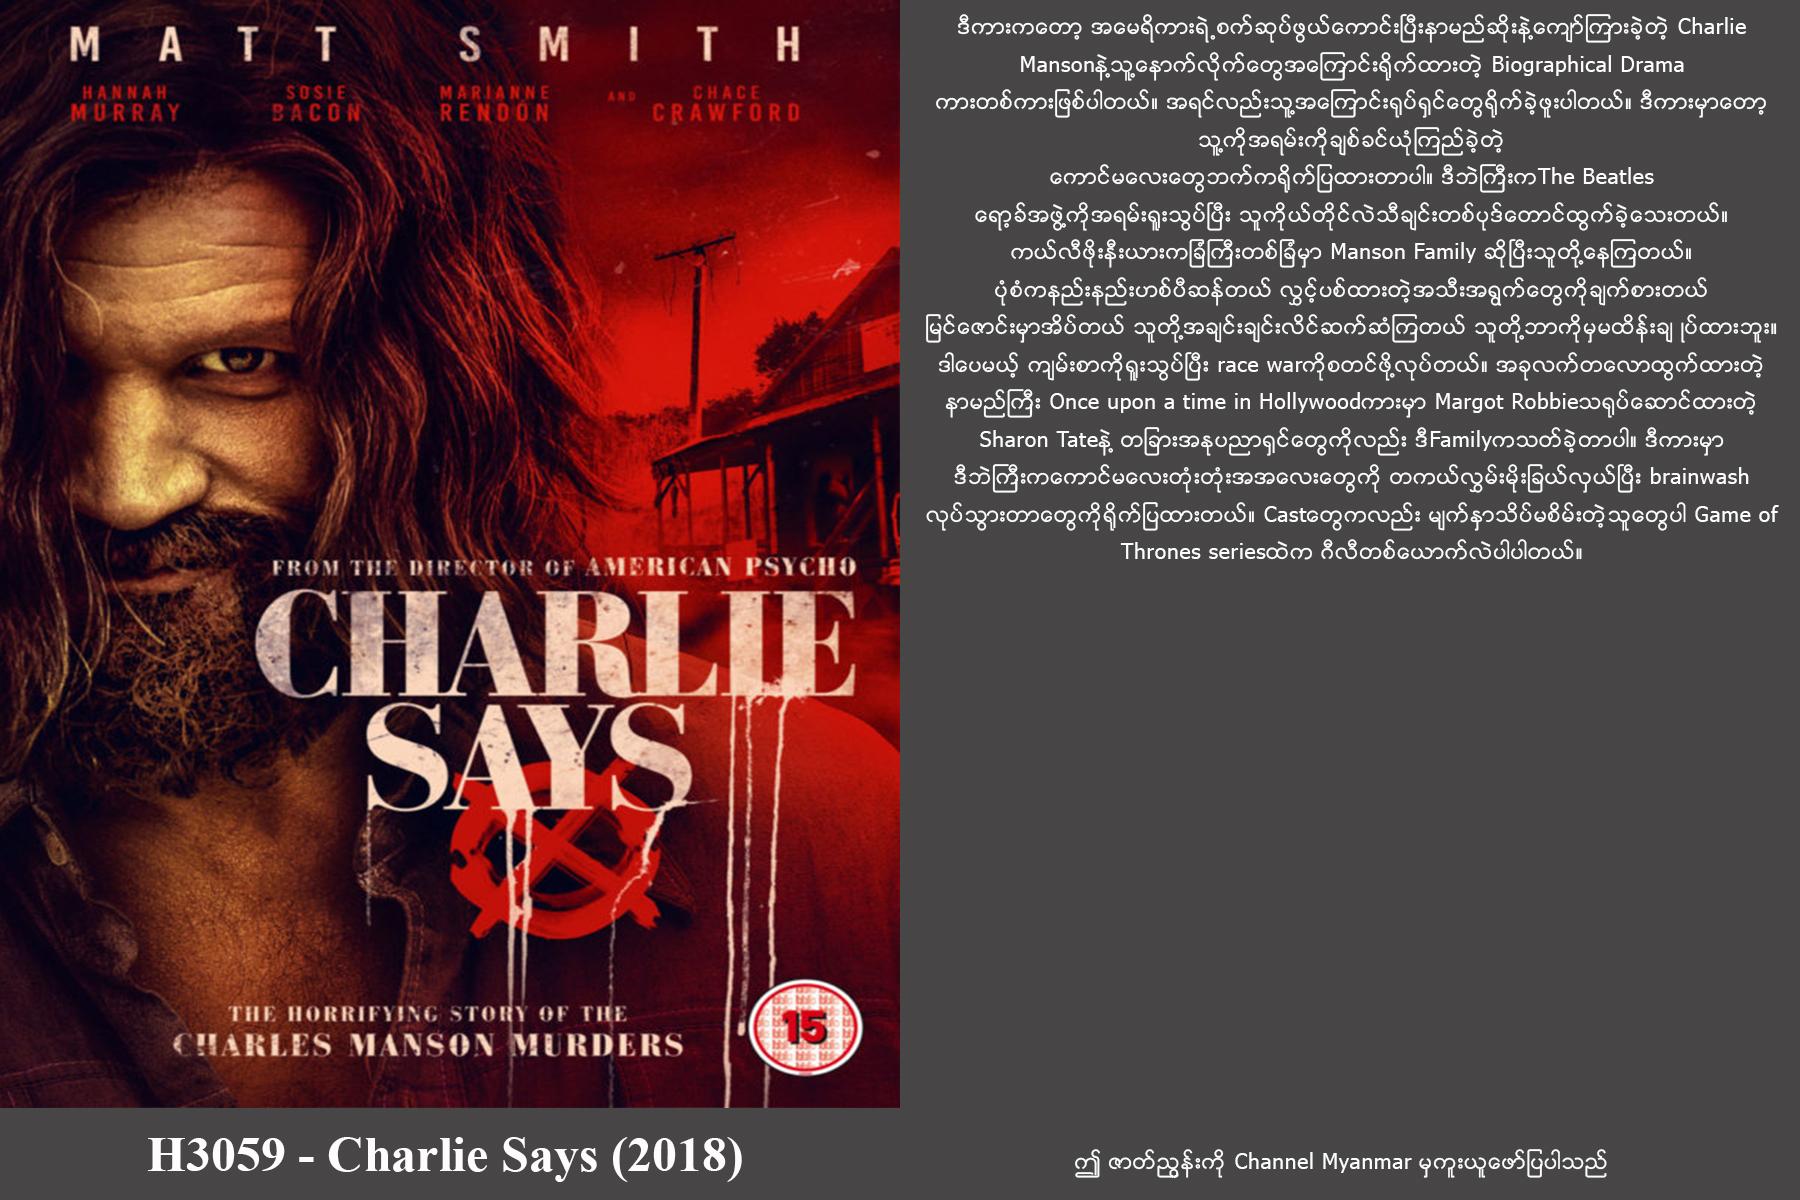 MATT SMITH
HANNAH MURRAY
SOSIE BACON
MARIANNE RENDÓN
AND
CHACE CRAWFORD
FROM THE DIRECTOR OF AMERICAN PSYCHO
CHARLIE
SAYS
THE HORRIFYING STORY OF THE
CHARLES MANSON MURDERS
15
H3059 - Charlie Says (2018)
ဒီကားကတော့ အမေရိကားရဲ့စက်ဆုပ်ဖွယ်ကောင်းပြီးနာမည်ဆိုးနဲ့ကျော်ကြားခဲ့တဲ့ Charlie
Mansonနဲ့သူ့နောက်လိုက်တွေအကြောင်းရိုက်ထားတဲ့ Biographical Drama
ကားတစ်ကားဖြစ်ပါတယ်။ အရင်လည်းသူ့အကြောင်းရုပ်ရှင်တွေရိုက်ခဲ့ဖူးပါတယ်။ ဒီကားမှာတော့
သူ့ကိုအရမ်းကိုချစ်ခင်ယုံကြည်ခဲ့တဲ့
ကောင်မလေးတွေဘက်ကရိုက်ပြထားတာပါ။ ဒီဘဲကြီးကThe Beatles
ရော့ခ်အဖွဲ့ကိုအရမ်းရူးသွပ်ပြီး သူကိုယ်တိုင်လဲသီချင်းတစ်ပုဒ်တောင်ထွက်ခဲ့သေးတယ်။
ကယ်လီဖိုးနီးယားကခြံကြီးတစ်ခြံမှာ Manson Family ဆိုပြီးသူတို့နေကြတယ်။
ပုံစံကနည်းနည်းဟစ်ပီဆန်တယ် လွှင့်ပစ်ထားတဲ့အသီးအရွက်တွေကိုချက်စားတယ်
မြင်ဇောင်းမှာအိပ်တယ် သူတို့အချင်းချင်းလိင်ဆက်ဆံကြတယ် သူတို့ဘာကိုမှမထိန်းချ ုပ်ထားဘူး။
ဒါပေမယ့် ကျမ်းစာကိုရူးသွပ်ပြီး race warကိုစတင်ဖို့လုပ်တယ်။ အခုလက်တလောထွက်ထားတဲ့
နာမည်ကြီး Once upon a time in Hollywoodကားမှာ Margot Robbieသရုပ်ဆောင်ထားတဲ့
Sharon Tateနဲ့ တခြားအနုပညာရှင်တွေကိုလည်း ဒီFamilyကသတ်ခဲ့တာပါ။ ဒီကားမှာ
ဒီဘဲကြီးကကောင်မလေးတုံးတုံးအအလေးတွေကို တကယ်လွှမ်းမိုးခြယ်လှယ်ပြီး brainwash
လုပ်သွားတာတွေကိုရိုက်ပြထားတယ်။ Castတွေကလည်း မျက်နှာသိပ်မစိမ်းတဲ့သူတွေပါ Game of
Thrones seriesထဲက ဂီလီတစ်ယောက်လဲပါပါတယ်။
ဤ ဇာတ်ညွှန်းကို Channel Myanmar မှကူးယူဖော်ပြပါသည်